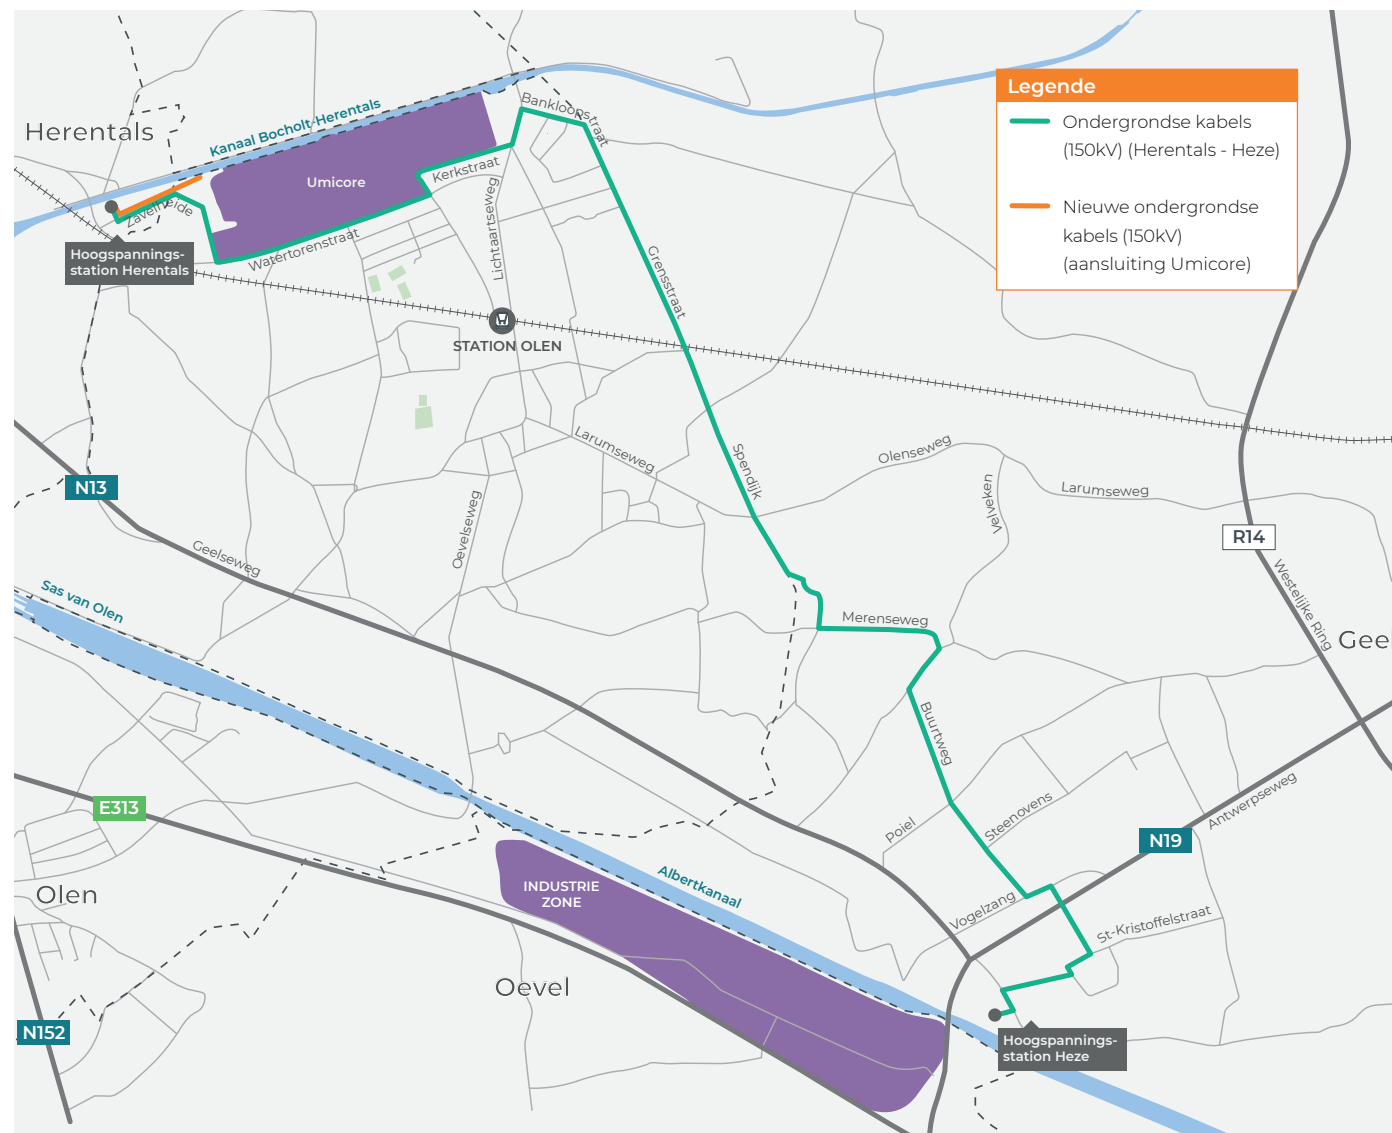 Legende
Ondergrondse kabels
(150kV) (Herentals - Heze)
Nieuwe ondergrondse
kabels (150kV)
(aansluiting Umicore)
Herentals
Kanaal Bocholt-Herentals
Bankloopstraat
Umicore
Kerkstraat
Zavelheide
Lichtaartseweg
Watertorenstraat
Hoogspannings-
station Herentals
Grensstraat
STATION OLEN
Larumseweg
Spendijk
Olenseweg
Velveken
Larumseweg
N13
Oevelseweg
R14
Geelseweg
Westelijke Ring
Sas van Olen
Merenseweg
Gee
Buurtweg
E313
Steenovens
Poiel
Antwerpseweg
N19
Olen
INDUSTRIE
ZONE
Albertkanaal
Vogelzang
St-Kristoffelstraat
Oevel
N152
Hoogspannings-
station Heze